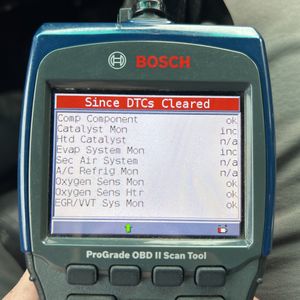 BOSCH
Since DTCs Cleared
Comp Component ok
Catalyst Mon inc
Htd Catalyst n/a
Evap System Mon inc
Sec Air System n/a
A/C Refrig Mon n/a
Oxygen Sens Mon ok
Oxygen Sens Htr ok
EGR/VVT Sys Mon ok
ProGrade OBD II Scan Tool